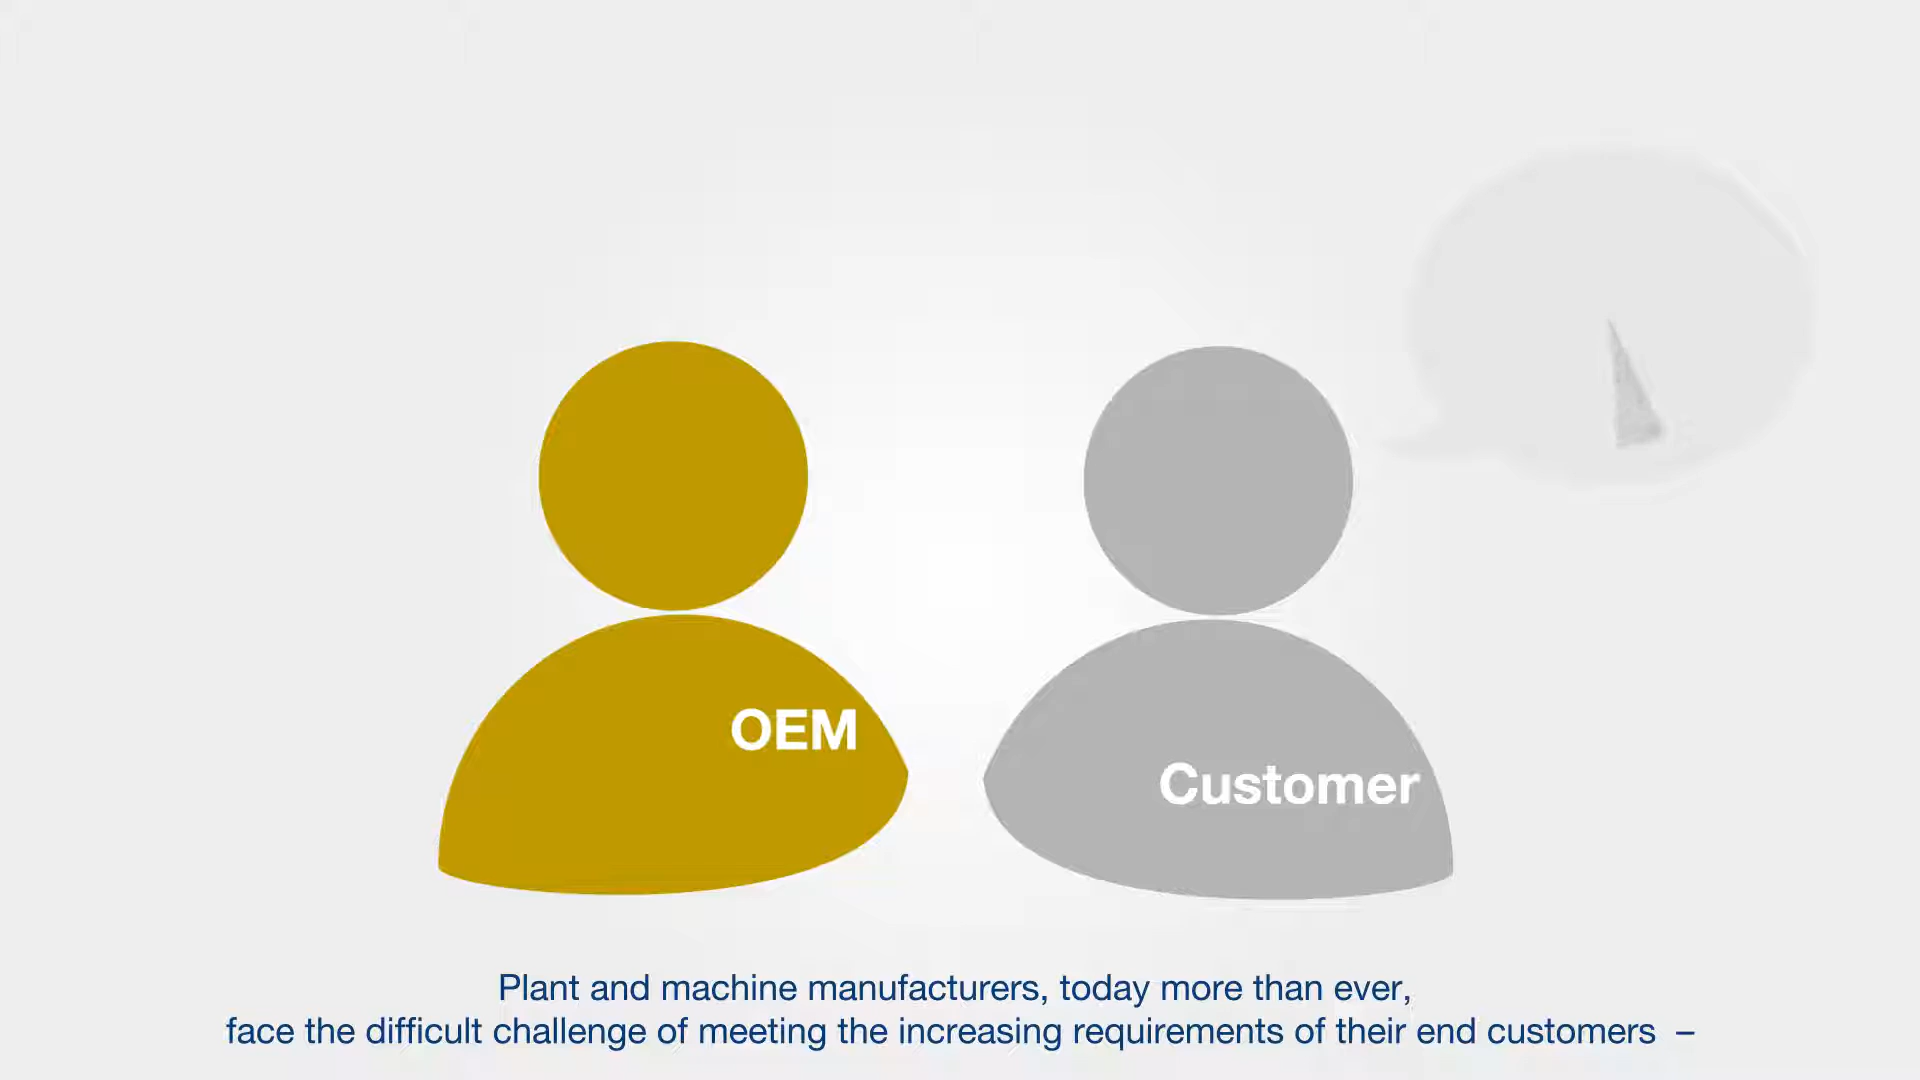 OEM
Customer
Plant and machine manufacturers, today more than ever,
face the difficult challenge of meeting the increasing requirements of their end customers –